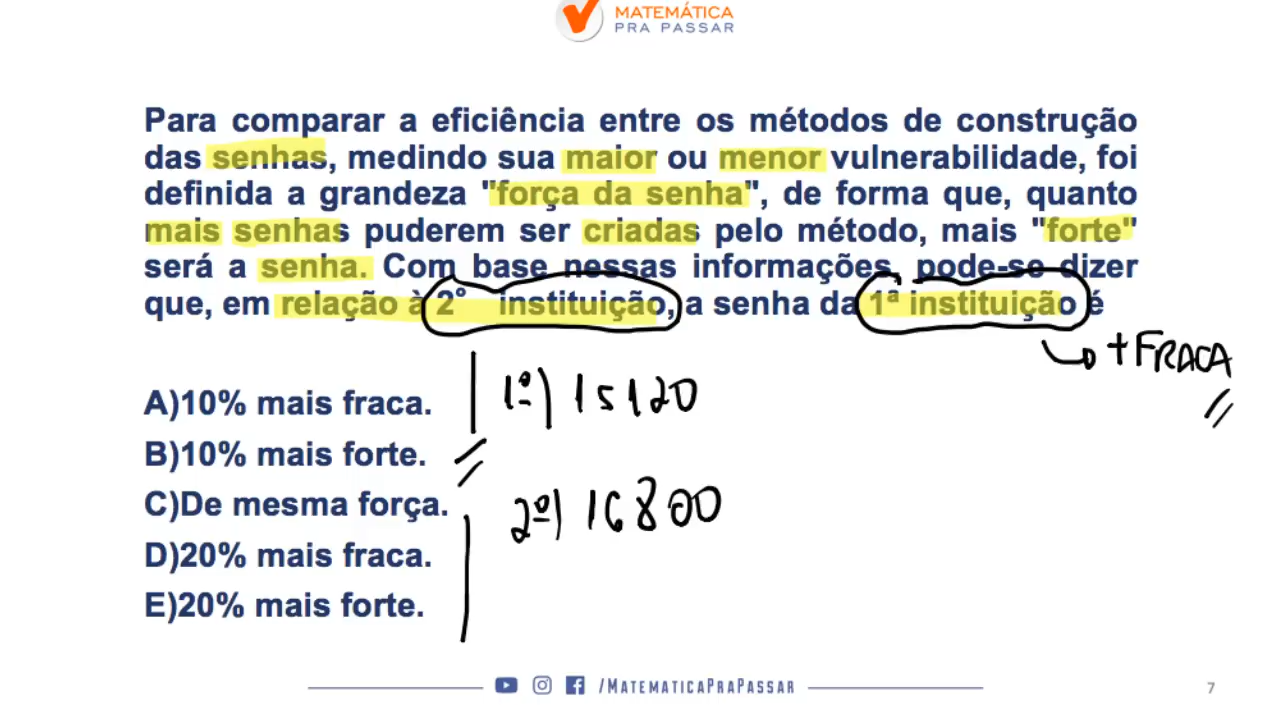 MATEMÁTICA
PRA PASSAR
Para comparar a eficiência entre os métodos de construção
das senhas, medindo sua maior ou menor vulnerabilidade, foi
definida a grandeza "força da senha", de forma que, quanto
mais senhas puderem ser criadas pelo método, mais "forte"
será a senha. Com base nessas informações, pode-se dizer
que, em relação à 2° instituição, a senha da 1ª instituição é
+ FRACA
A)10% mais fraca.
1º) 15120
B)10% mais forte.
C)De mesma força.
2º) 16800
D)20% mais fraca.
E)20% mais forte.
/MATEMATICAPRAPASSAR
7